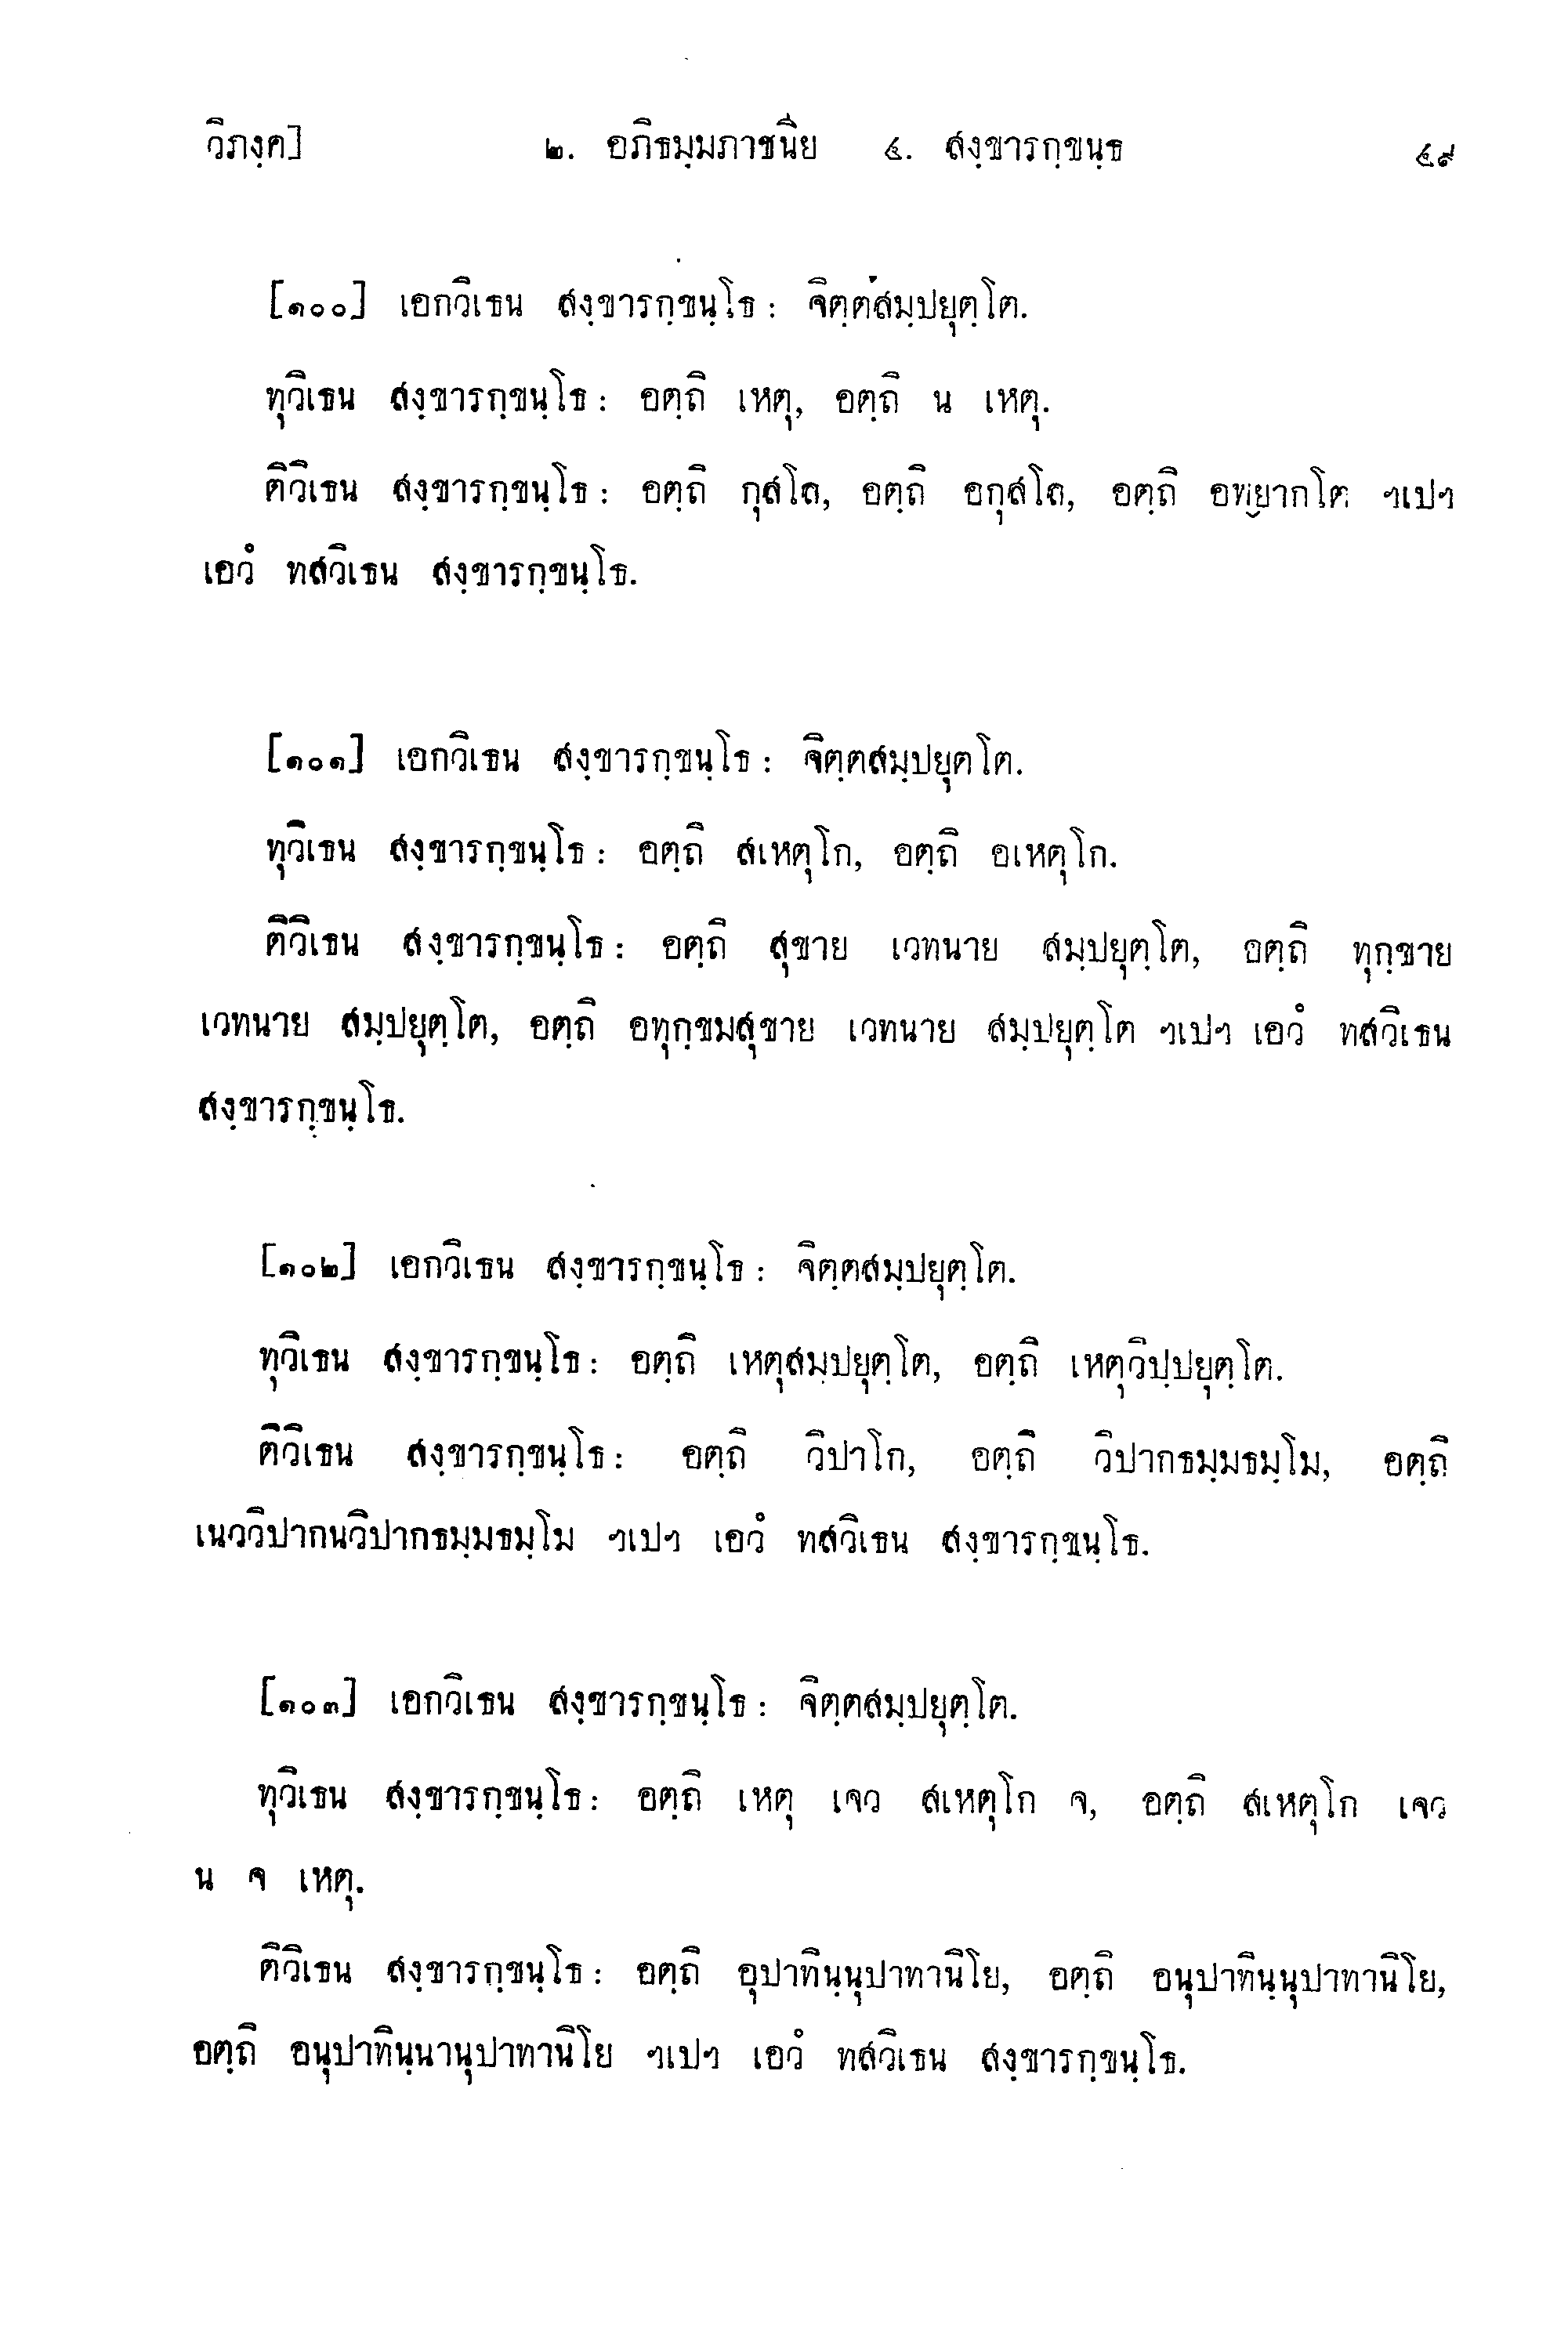 วิภงฺค] ๒. อภิธมฺมภาชนีย ๔. สงฺขารกฺขนฺธ ๔๙
[๑๐๐] เอกวิเธน สงฺขารกฺขนฺโธ : จิตฺตสมฺปยุตฺโต.
ทุวิเธน สงฺขารกฺขนฺโธ : อตฺถิ เหตุ, อตฺถิ น เหตุ.
ติวิเธน สงฺขารกฺขนฺโธ : อตฺถิ กุสโล, อตฺถิ อกุสโล, อตฺถิ อพฺยากโต ฯเปฯ
เอวํ ทสวิเธน สงฺขารกฺขนฺโธ.
[๑๐๑] เอกวิเธน สงฺขารกฺขนฺโธ : จิตฺตสมฺปยุตโต.
ทุวิเธน สงฺขารกฺขนฺโธ : อตฺถิ สเหตุโก, อตฺถิ อเหตุโก.
ติวิเธน สงฺขารกฺขนฺโธ : อตฺถิ สุขาย เวทนาย สมฺปยุตฺโต, อตฺถิ ทุกฺขาย
เวทนาย สมฺปยุตฺโต, อตฺถิ อทุกฺขมสุขาย เวทนาย สมฺปยุตฺโต ฯเปฯ เอวํ ทสวิเธน
สงฺขารกฺขนฺโธ.
[๑๐๒] เอกวิเธน สงฺขารกฺขนฺโธ : จิตฺตสมฺปยุตฺโต.
ทุวิเธน สงฺขารกฺขนฺโธ : อตฺถิ เหตุสมฺปยุตฺโต, อตฺถิ เหตุวิปฺปยุตฺโต.
ติวิเธน สงฺขารกฺขนฺโธ : อตฺถิ วิปาโก, อตฺถิ วิปากธมฺมธมฺโม, อตฺถิ
เนววิปากนวิปากธมฺมธมฺโม ฯเปฯ เอวํ ทสวิเธน สงฺขารกฺขนฺโธ.
[๑๐๓] เอกวิเธน สงฺขารกฺขนฺโธ : จิตฺตสมฺปยุตฺโต.
ทุวิเธน สงฺขารกฺขนฺโธ : อตฺถิ เหตุ เจว สเหตุโก จ, อตฺถิ สเหตุโก เจว
น จ เหตุ.
ติวิเธน สงฺขารกฺขนฺโธ : อตฺถิ อุปาทินฺนุปาทานิโย, อตฺถิ อนุปาทินฺนุปาทานิโย,
อตฺถิ อนุปาทินฺนานุปาทานิโย ฯเปฯ เอวํ ทสวิเธน สงฺขารกฺขนฺโธ.